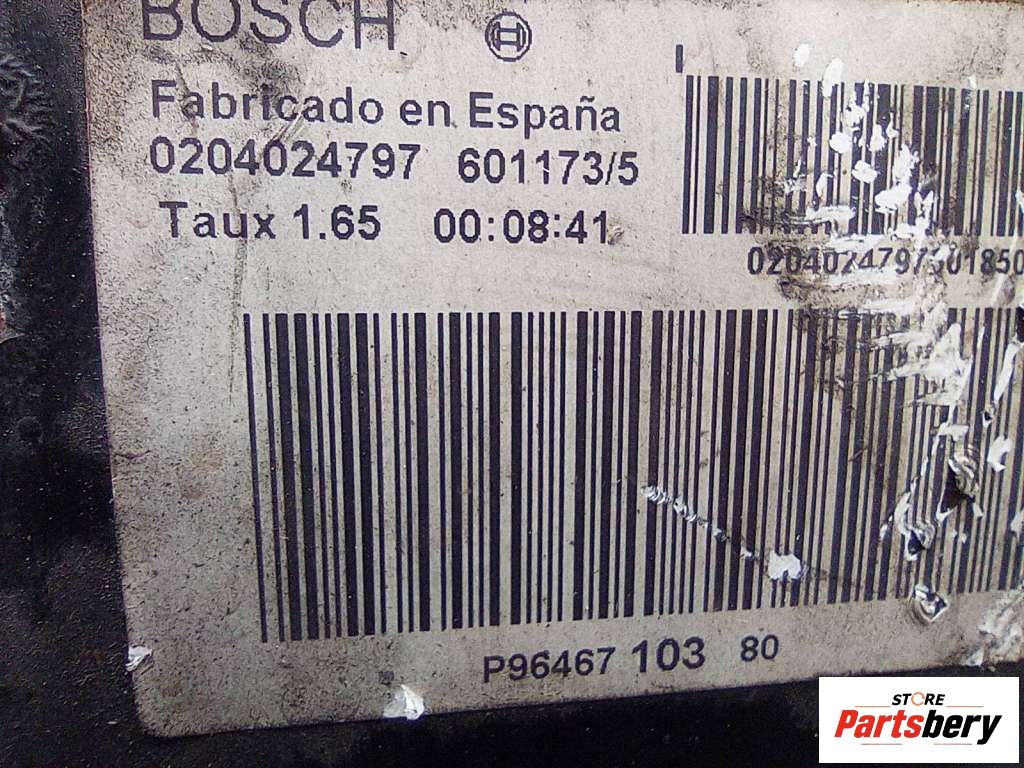 BOSCH
Fabricado en España
0204024797 601173/5
Taux 1.65 00:08:41
P96467 103 80
STORE
Partsbery